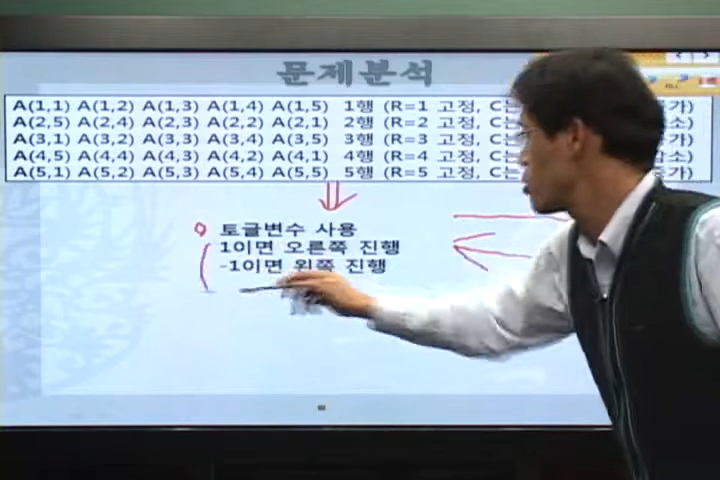 문제분석
A(1,1) A(1,2) A(1,3) A(1,4) A(1,5) 1행 (R=1 고정, C는 가)
A(2,5) A(2,4) A(2,3) A(2,2) A(2,1) 2행 (R=2 고정, C는 소)
A(3,1) A(3,2) A(3,3) A(3,4) A(3,5) 3행 (R=3 고정, C는 가)
A(4,5) A(4,4) A(4,3) A(4,2) A(4,1) 4행 (R=4 고정, C는 소)
A(5,1) A(5,2) A(5,3) A(5,4) A(5,5) 5행 (R=5 고정, C는 가)
토글변수 사용
1이면 오른쪽 진행
-1이면 왼쪽 진행